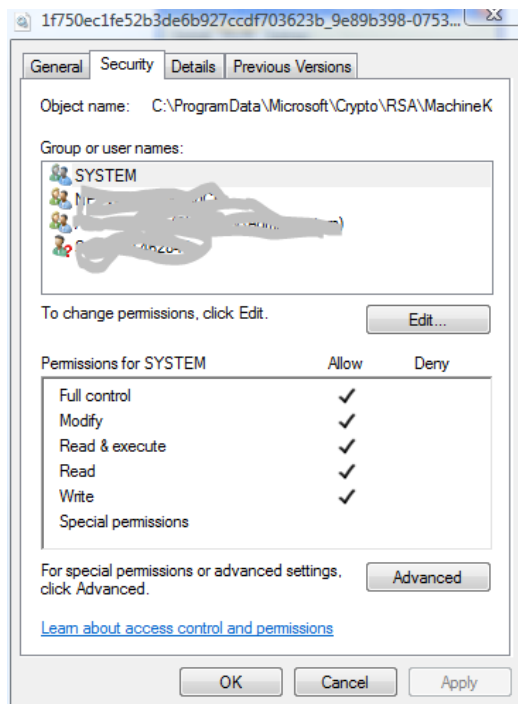 1f750ec1fe52b3de6b927ccdf703623b_9e89b398-0753...
General Security Details Previous Versions
Object name: C:\ProgramData\Microsoft\Crypto\RSA\MachineK
Group or user names:
SYSTEM
To change permissions, click Edit.
Edit...
Permissions for SYSTEM Allow Deny
Full control
Modify
Read & execute
Read
Write
Special permissions
For special permissions or advanced settings,
click Advanced.
Advanced
Learn about access control and permissions
OK Cancel Apply